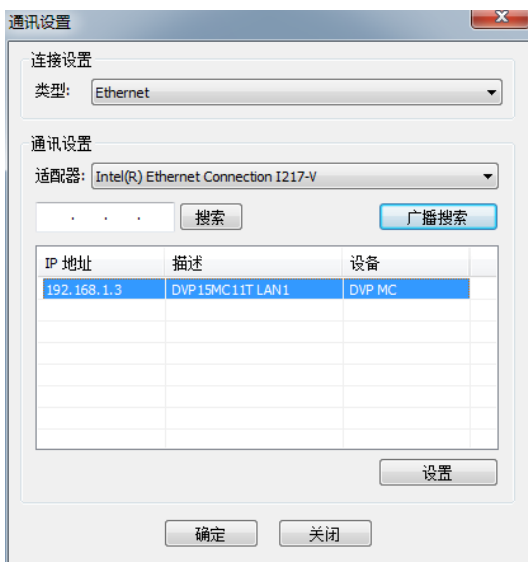 通讯设置
连接设置
类型: Ethernet
通讯设置
适配器: Intel(R) Ethernet Connection I217-V
. . . 搜索 广播搜索
IP 地址 描述 设备
192.168.1.3 DVP15MC11T LAN1 DVP MC
设置
确定 关闭